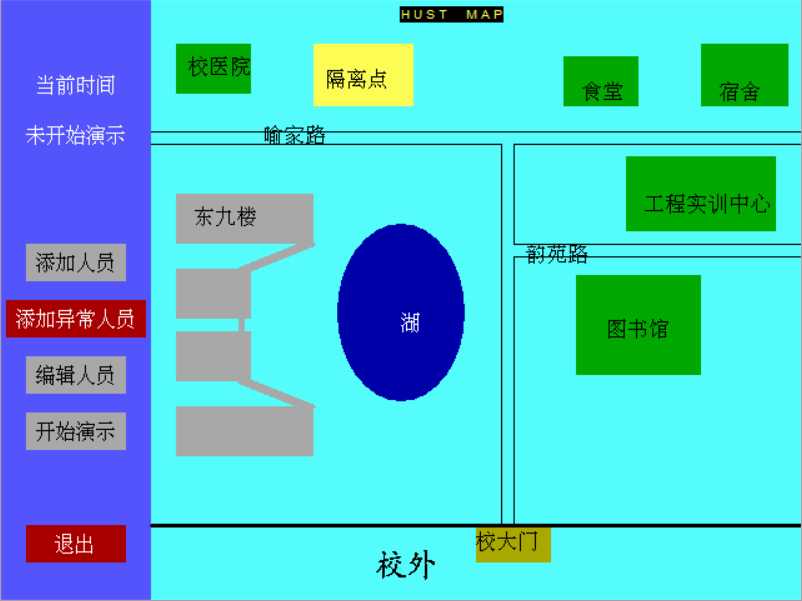 HUST MAP
当前时间
未开始演示
添加人员
添加异常人员
编辑人员
开始演示
退出
校医院
隔离点
食堂
宿舍
喻家路
东九楼
工程实训中心
韵苑路
湖
图书馆
校大门
校外